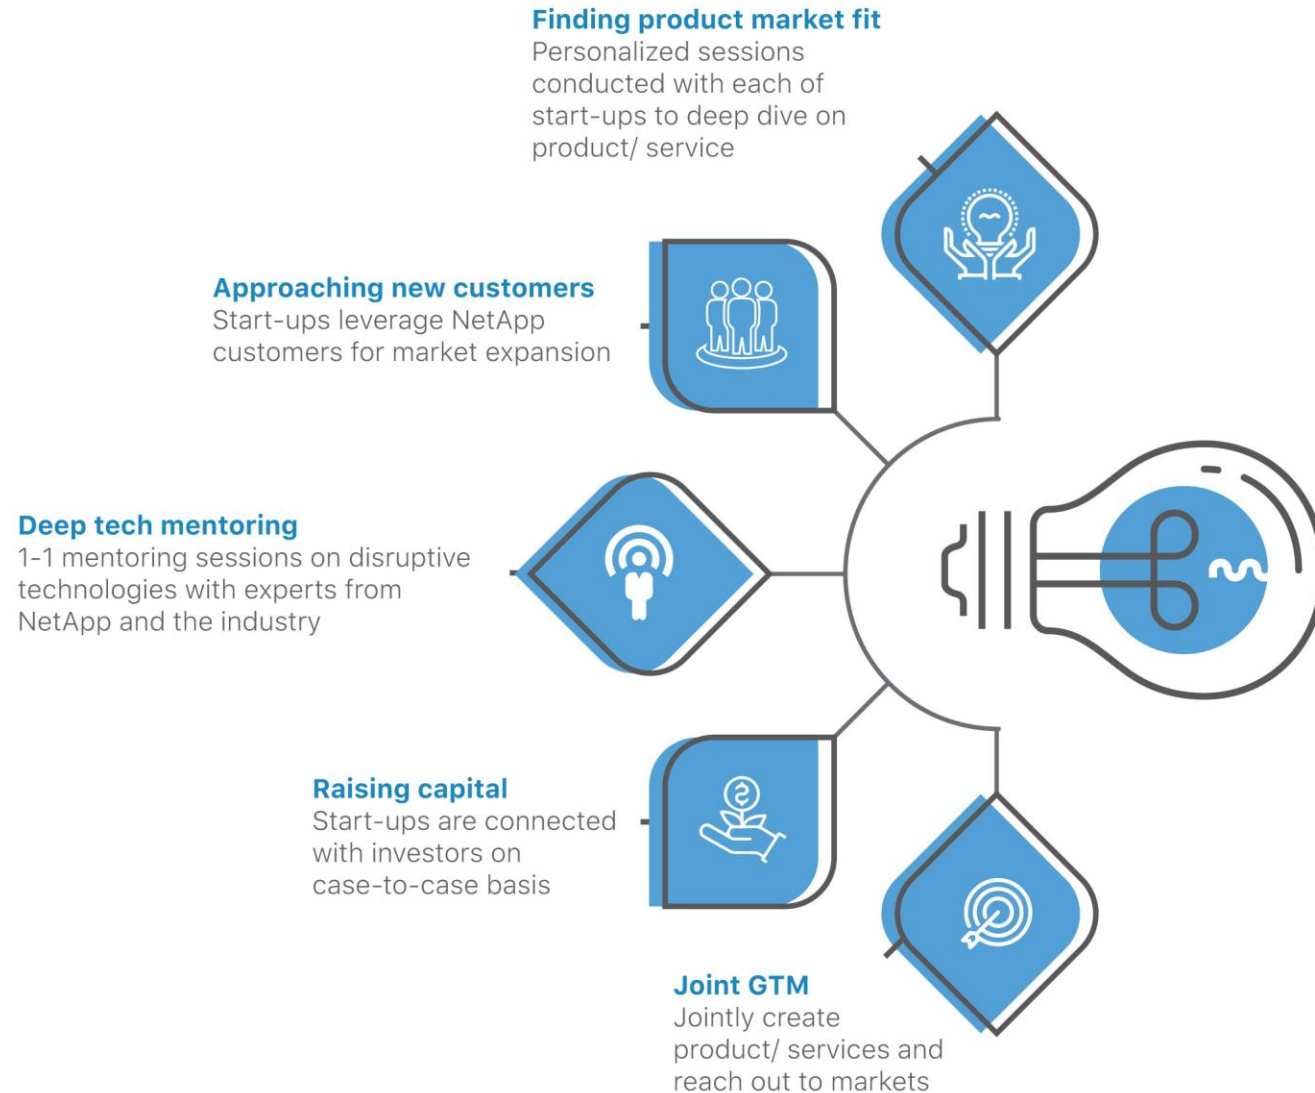 Finding product market fit
Personalized sessions
conducted with each of
start-ups to deep dive on
product/ service
Approaching new customers
Start-ups leverage NetApp
customers for market expansion
Deep tech mentoring
1-1 mentoring sessions on disruptive
technologies with experts from
NetApp and the industry
Raising capital
Start-ups are connected
with investors on
case-to-case basis
Joint GTM
Jointly create
product/ services and
reach out to markets